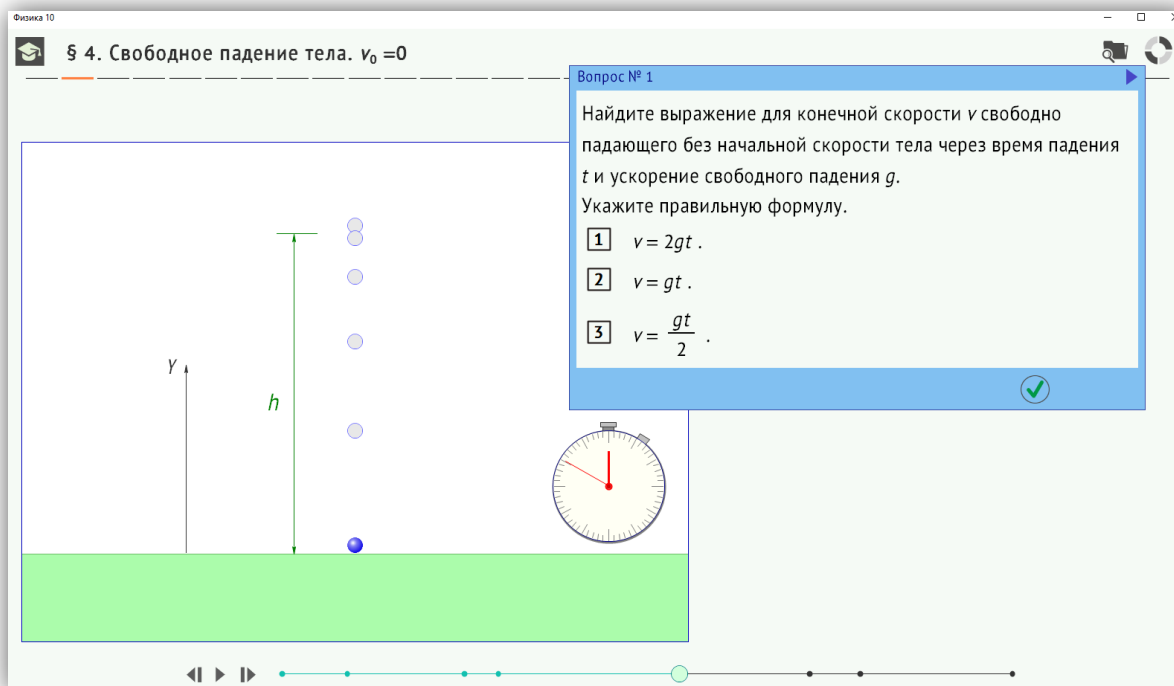 Физика 10
§ 4. Свободное падение тела. v₀ =0
Вопрос № 1
Найдите выражение для конечной скорости v свободно
падающего без начальной скорости тела через время падения
t и ускорение свободного падения g.
Укажите правильную формулу.
1 v = 2gt .
2 v = gt .
3 v = gt/2 .
Y
h